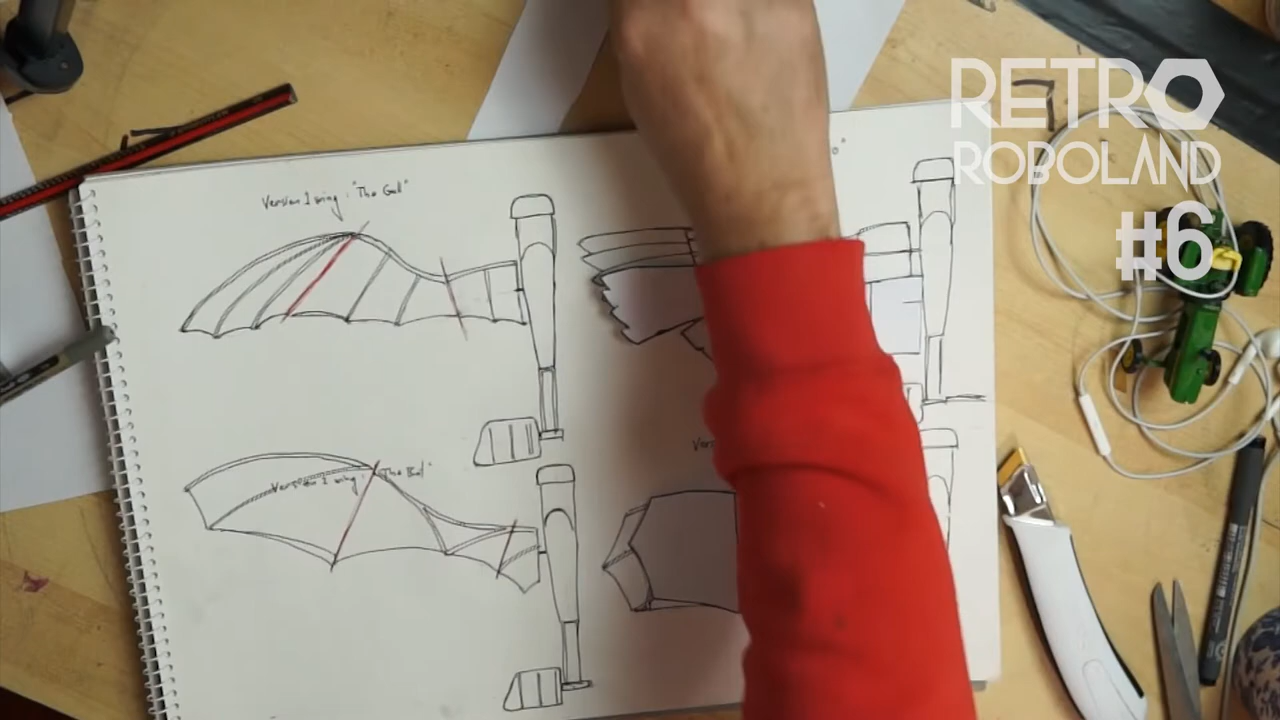 RETRO
ROBOLAND
#6
Version 1 wing: "The Gull"
Version 2 wing: "The Bat"